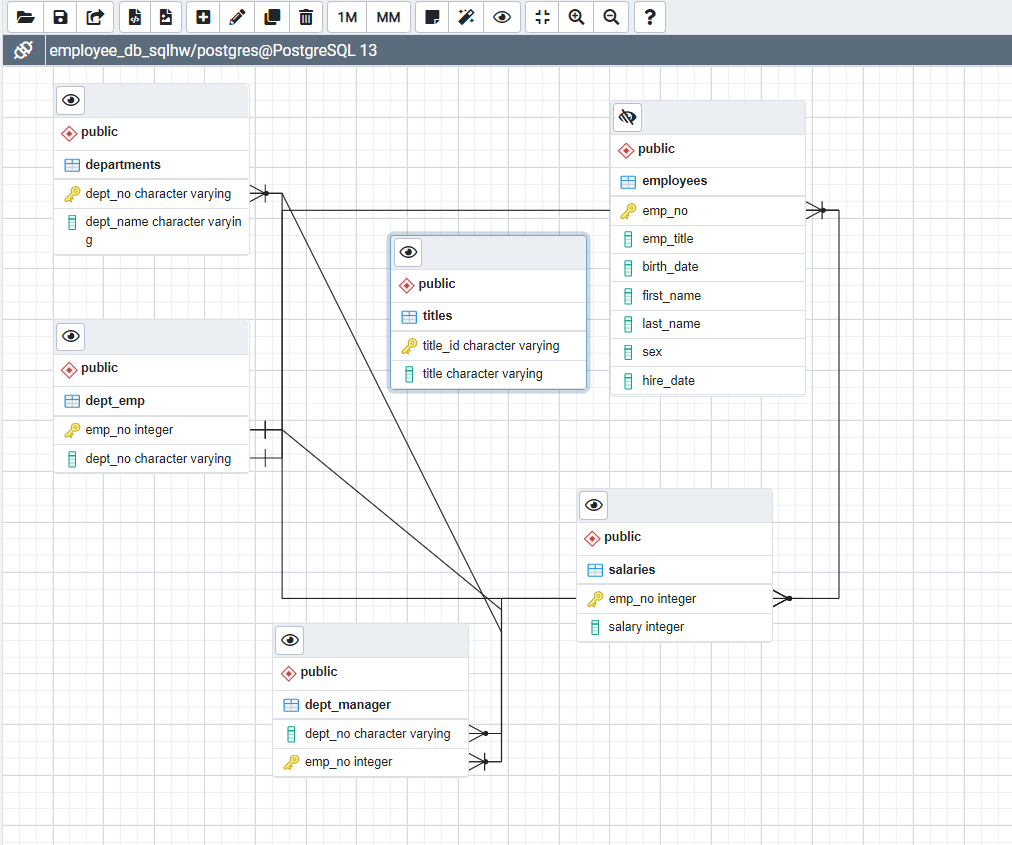 1M MM ?
employee_db_sqlhw/postgres@PostgreSQL 13
public
departments
dept_no character varying
dept_name character varyin
g
public
employees
emp_no
emp_title
birth_date
first_name
last_name
sex
hire_date
public
titles
title_id character varying
title character varying
public
dept_emp
emp_no integer
dept_no character varying
public
salaries
emp_no integer
salary integer
public
dept_manager
dept_no character varying
emp_no integer